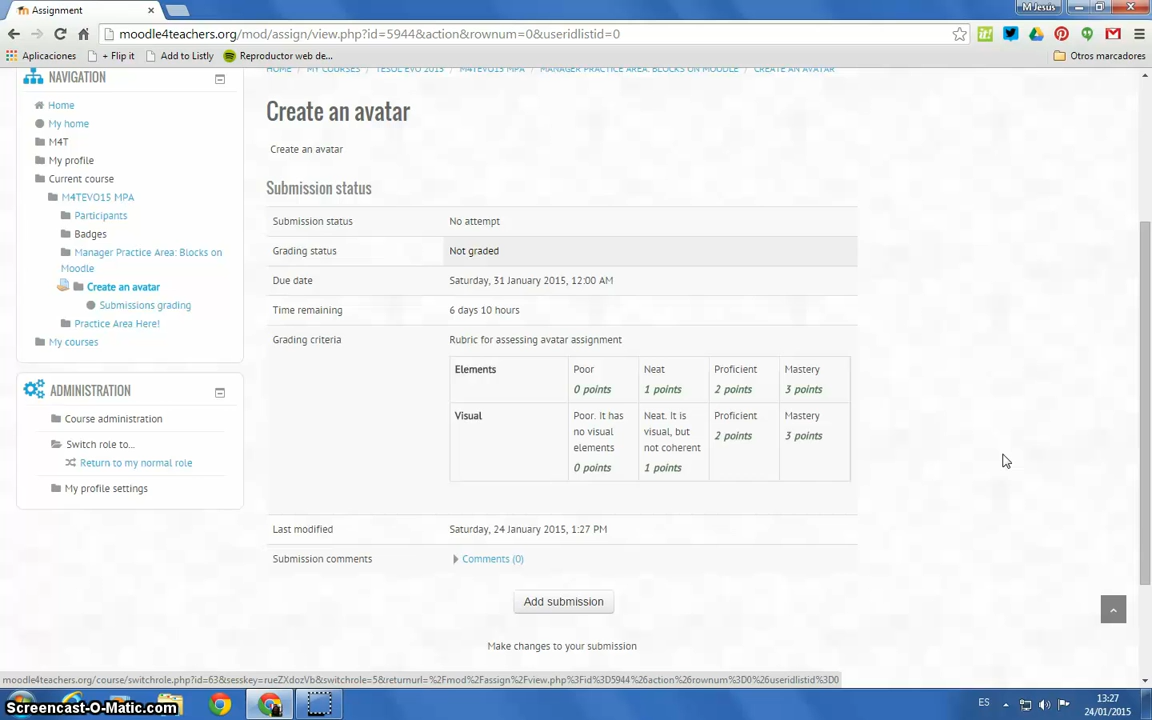 Assignment
M Jesús
moodle4teachers.org/mod/assign/view.php?id=5944&action&rownum=0&useridlistid=0
Aplicaciones
+ Flip it
Add to Listly
Reproductor web de...
Otros marcadores
HOME / MY COURSES / TESOL EVO 2015 / M4TEVO15 MPA / MANAGER PRACTICE AREA: BLOCKS ON MOODLE / CREATE AN AVATAR
NAVIGATION
Home
My home
M4T
My profile
Current course
M4TEVO15 MPA
Participants
Badges
Manager Practice Area: Blocks on
Moodle
Create an avatar
Submissions grading
Practice Area Here!
My courses
ADMINISTRATION
Course administration
Switch role to...
Return to my normal role
My profile settings
Create an avatar
Create an avatar
Submission status
Submission status No attempt
Grading status Not graded
Due date Saturday, 31 January 2015, 12:00 AM
Time remaining 6 days 10 hours
Grading criteria Rubric for assessing avatar assignment
Elements Poor Neat Proficient Mastery
0 points 1 points 2 points 3 points
Visual Poor. It has Neat. It is Proficient Mastery
no visual visual, but 2 points 3 points
elements not coherent
0 points 1 points
Last modified Saturday, 24 January 2015, 1:27 PM
Submission comments Comments (0)
Add submission
Make changes to your submission
moodle4teachers.org/course/switchrole.php?id=63&sesskey=rueZXdozVb&switchrole=5&returnurl=%2Fmod%2Fassign%2Fview.php%3Fid%3D5944%26action%26rownum%3D0%26useridlistid%3D0
Screencast-O-Matic.com
ES
13:27
24/01/2015